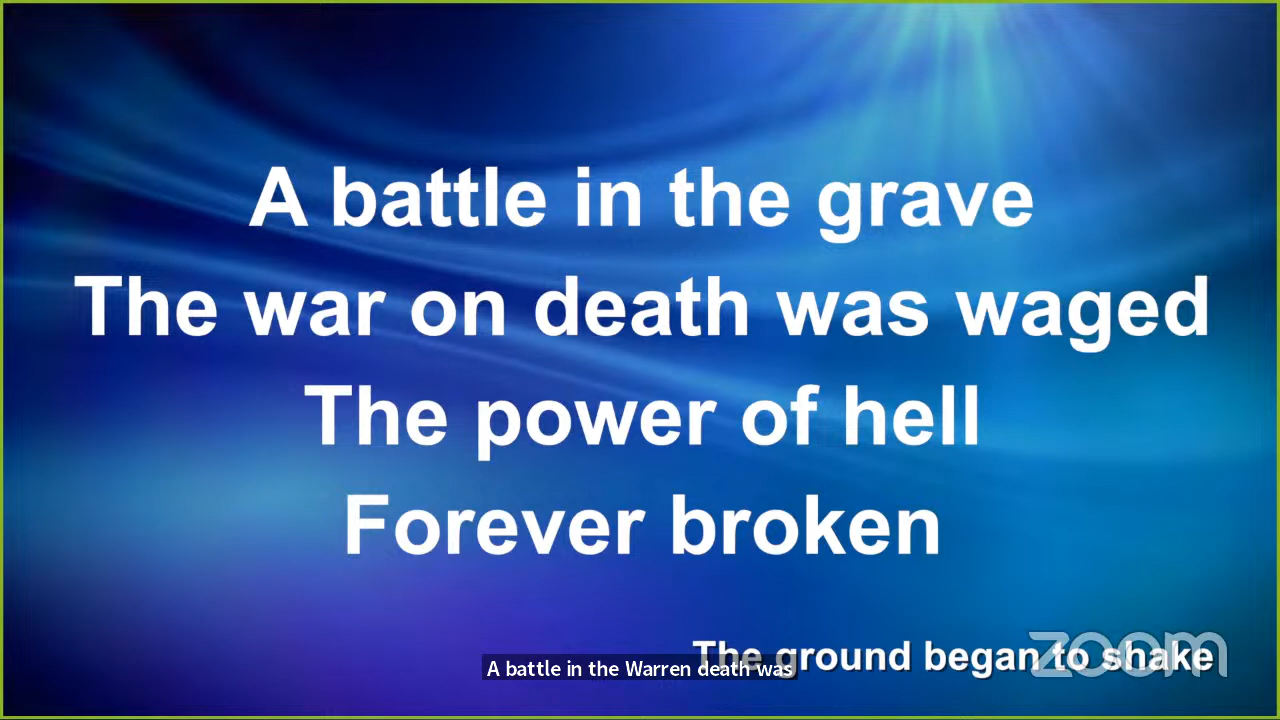 A battle in the grave
The war on death was waged
The power of hell
Forever broken
The ground began to shake
zoom
A battle in the Warren death was